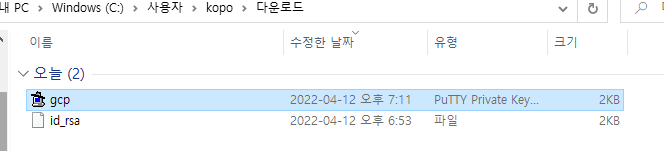 내 PC > Windows (C:) > 사용자 > kopo > 다운로드
이름 수정한 날짜 유형 크기
오늘 (2)
gcp 2022-04-12 오후 7:11 PuTTY Private Key... 2KB
id_rsa 2022-04-12 오후 6:53 파일 2KB